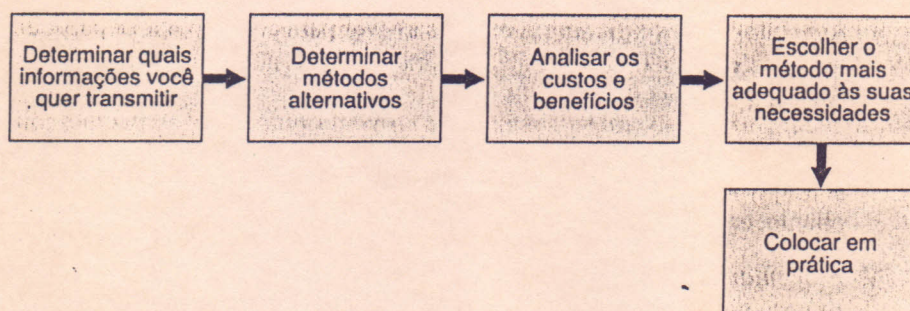 Determinar quais
informações você
quer transmitir
Determinar
métodos
alternativos
Analisar os
custos e
benefícios
Escolher o
método mais
adequado às suas
necessidades
Colocar em
prática